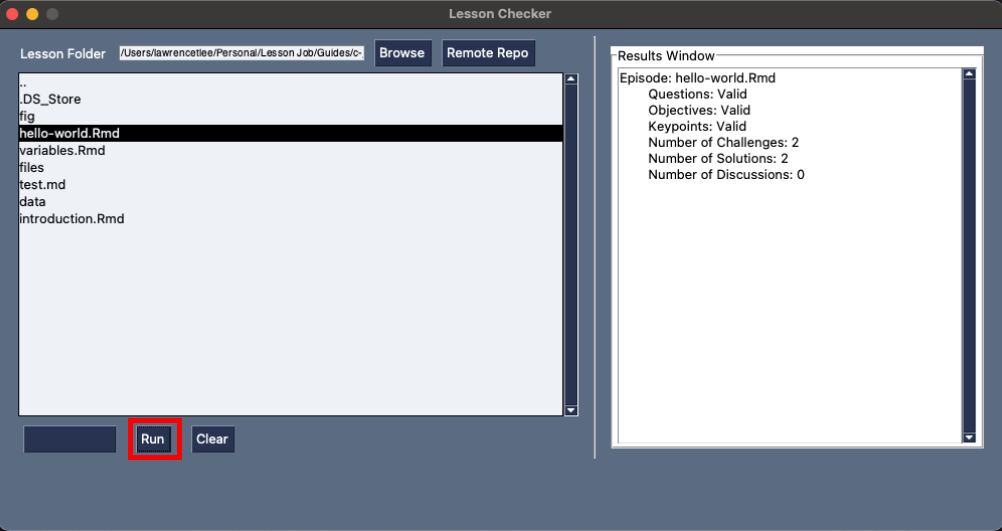 Lesson Checker
Lesson Folder /Users/lawrencetlee/Personal/Lesson Job/Guides/c- Browse Remote Repo
..
.DS_Store
fig
hello-world.Rmd
variables.Rmd
files
test.md
data
introduction.Rmd
Run Clear
Results Window
Episode: hello-world.Rmd
Questions: Valid
Objectives: Valid
Keypoints: Valid
Number of Challenges: 2
Number of Solutions: 2
Number of Discussions: 0